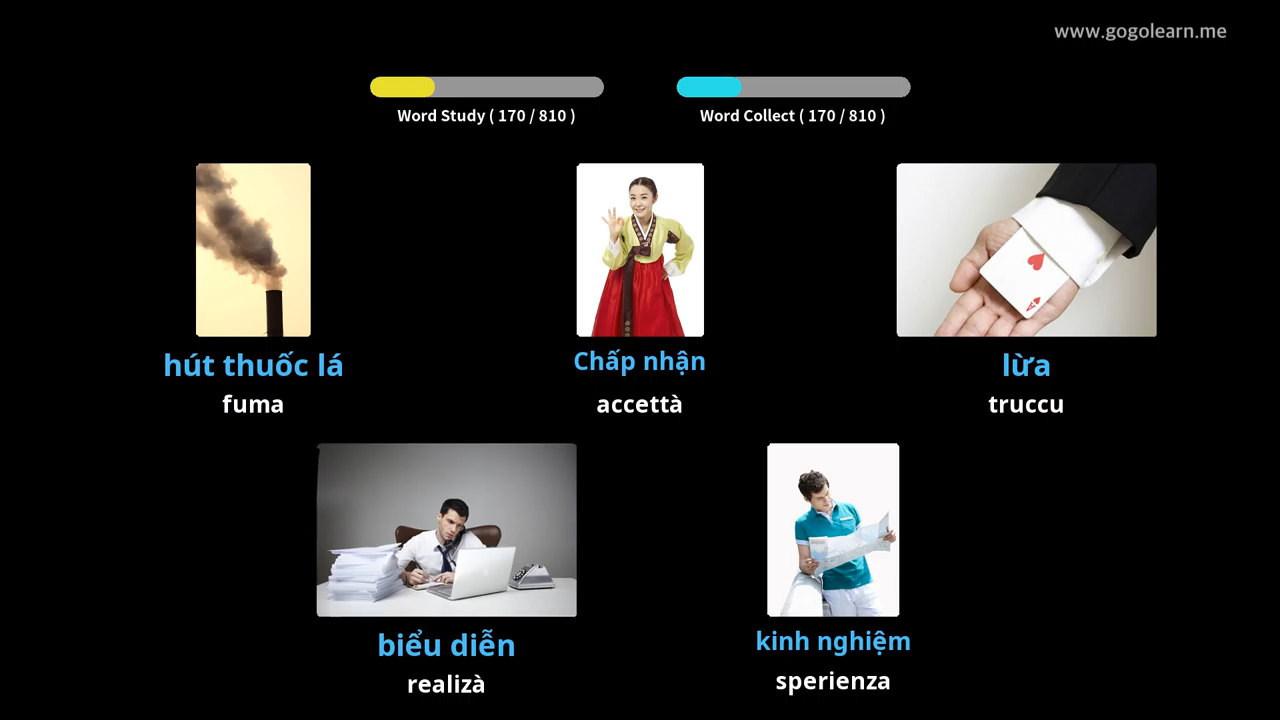 www.gogolearn.me
Word Study ( 170 / 810 )
Word Collect ( 170 / 810 )
hút thuốc lá
fuma
Chấp nhận
accettà
lừa
truccu
biểu diễn
realizà
kinh nghiệm
sperienza